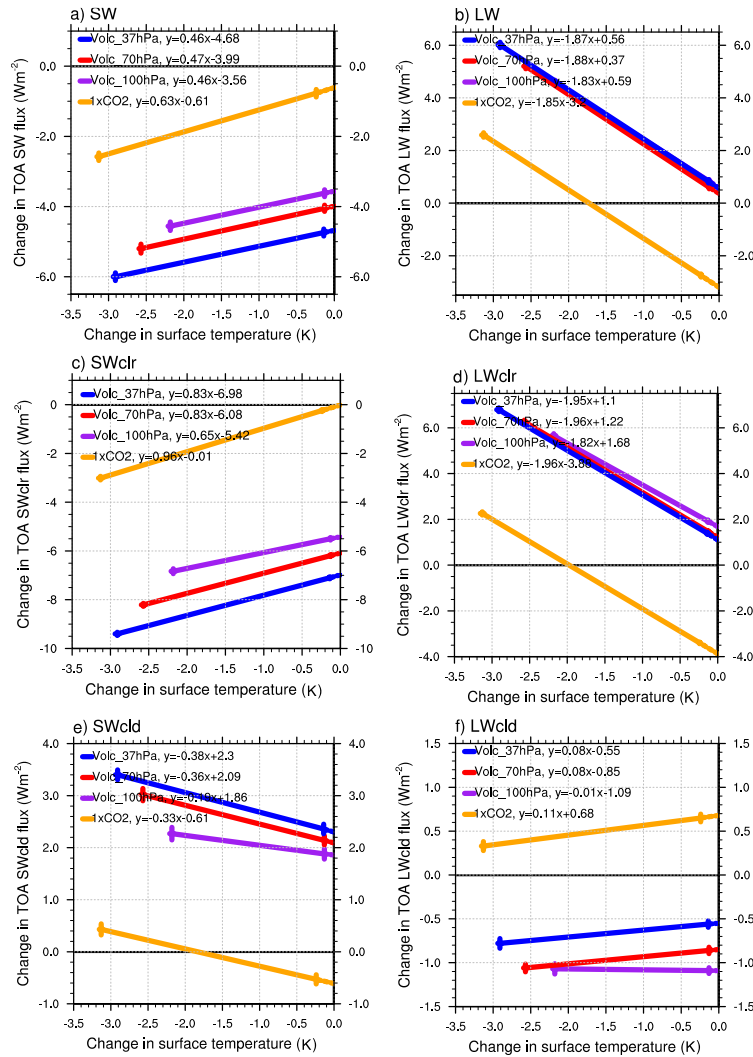 a) SW
Volc_37hPa, y=0.46x-4.68
Volc_70hPa, y=0.47x-3.99
Volc_100hPa, y=0.46x-3.56
1xCO2, y=0.63x-0.61
Change in TOA SW flux (Wm-2)
0.0 -2.0 -4.0 -6.0
0.0 -2.0 -4.0 -6.0
-3.5 -3.0 -2.5 -2.0 -1.5 -1.0 -0.5 0.0
Change in surface temperature (K)
b) LW
Volc_37hPa, y=-1.87x+0.56
Volc_70hPa, y=-1.88x+0.37
Volc_100hPa, y=-1.83x+0.59
1xCO2, y=-1.85x-3.2
Change in TOA LW flux (Wm-2)
6.0 4.0 2.0 0.0 -2.0
6.0 4.0 2.0 0.0 -2.0
-3.5 -3.0 -2.5 -2.0 -1.5 -1.0 -0.5 0.0
Change in surface temperature (K)
c) SWclr
Volc_37hPa, y=0.83x-6.98
Volc_70hPa, y=0.83x-6.08
Volc_100hPa, y=0.65x-5.42
1xCO2, y=0.96x-0.01
Change in TOA SWclr flux (Wm-2)
0 -2 -4 -6 -8 -10
0 -2 -4 -6 -8 -10
-3.5 -3.0 -2.5 -2.0 -1.5 -1.0 -0.5 0.0
Change in surface temperature (K)
d) LWclr
Volc_37hPa, y=-1.95x+1.1
Volc_70hPa, y=-1.96x+1.22
Volc_100hPa, y=-1.82x+1.68
1xCO2, y=-1.96x-3.86
Change in TOA LWclr flux (Wm-2)
6.0 4.0 2.0 0.0 -2.0 -4.0
6.0 4.0 2.0 0.0 -2.0 -4.0
-3.5 -3.0 -2.5 -2.0 -1.5 -1.0 -0.5 0.0
Change in surface temperature (K)
e) SWcld
Volc_37hPa, y=-0.38x+2.3
Volc_70hPa, y=-0.36x+2.09
Volc_100hPa, y=-0.19x+1.86
1xCO2, y=-0.33x-0.61
Change in TOA SWcld flux (Wm-2)
4.0 3.0 2.0 1.0 0.0 -1.0
4.0 3.0 2.0 1.0 0.0 -1.0
-3.5 -3.0 -2.5 -2.0 -1.5 -1.0 -0.5 0.0
Change in surface temperature (K)
f) LWcld
Volc_37hPa, y=0.08x-0.55
Volc_70hPa, y=0.08x-0.85
Volc_100hPa, y=-0.01x-1.09
1xCO2, y=0.11x+0.68
Change in TOA LWcld flux (Wm-2)
1.5 1.0 0.5 0.0 -0.5 -1.0 -1.5
1.5 1.0 0.5 0.0 -0.5 -1.0 -1.5
-3.5 -3.0 -2.5 -2.0 -1.5 -1.0 -0.5 0.0
Change in surface temperature (K)